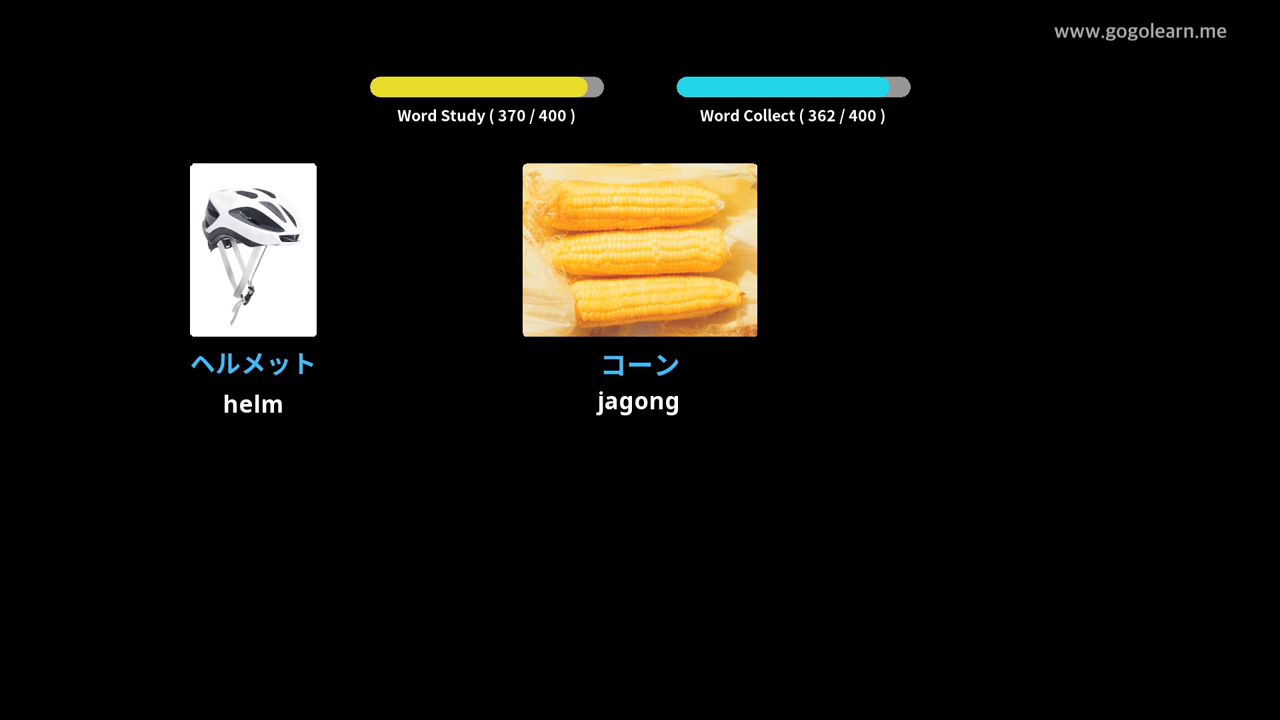 www.gogolearn.me
Word Study ( 370 / 400 )
Word Collect ( 362 / 400 )
ヘルメット
helm
コーン
jagong